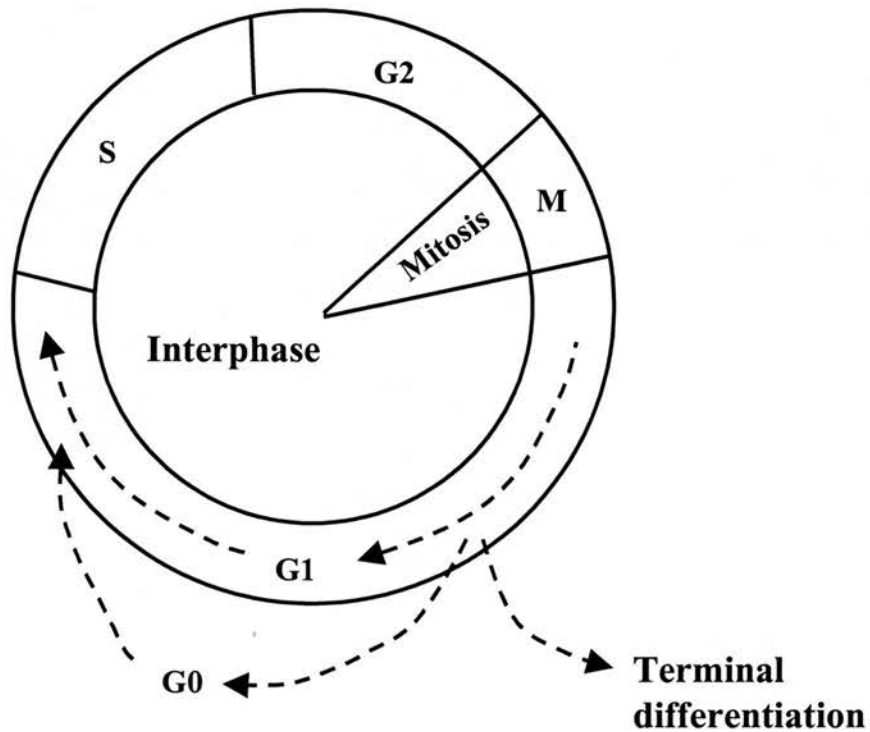 G2
S
M
Mitosis
Interphase
G1
G0
Terminal
differentiation